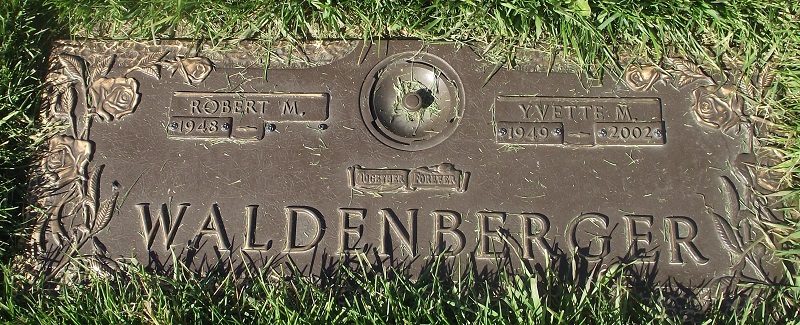 ROBERT M.
1948 –
YVETTE M.
1949 – 2002
TOGETHER FOREVER
WALDENBERGER